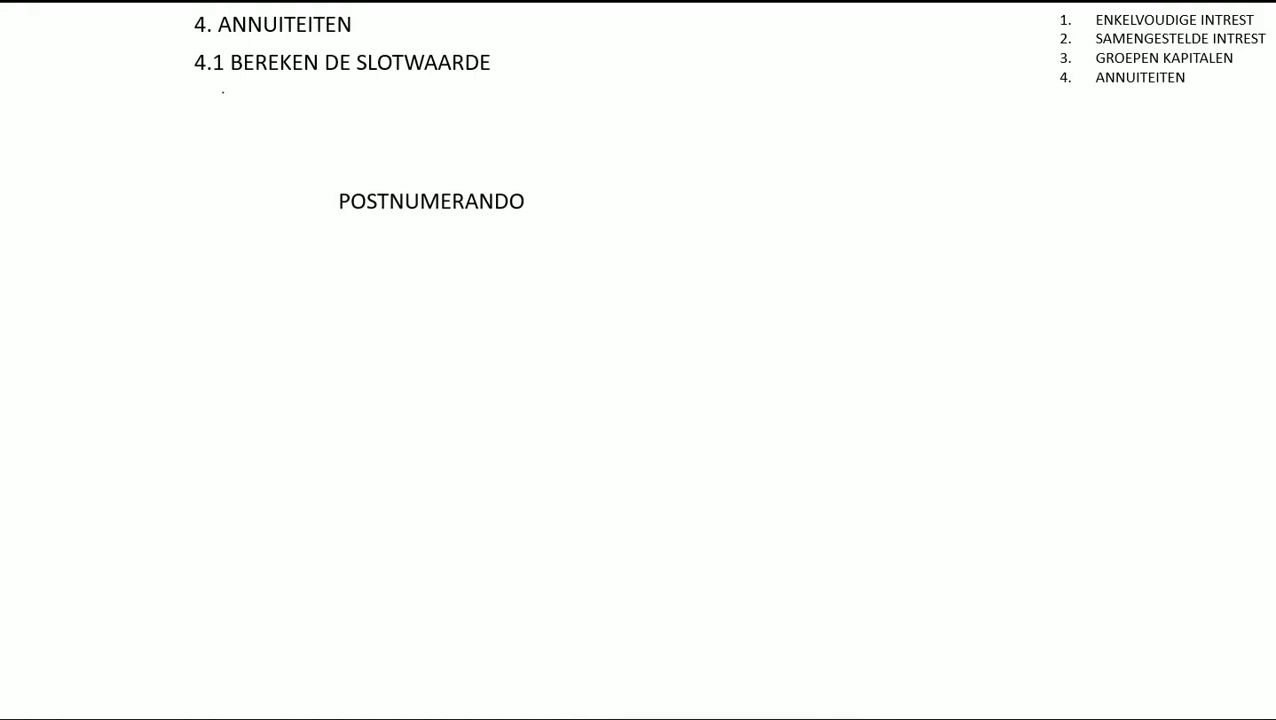 4. ANNUITEITEN
4.1 BEREKEN DE SLOTWAARDE
POSTNUMERANDO
1. ENKELVOUDIGE INTREST
2. SAMENGESTELDE INTREST
3. GROEPEN KAPITALEN
4. ANNUITEITEN